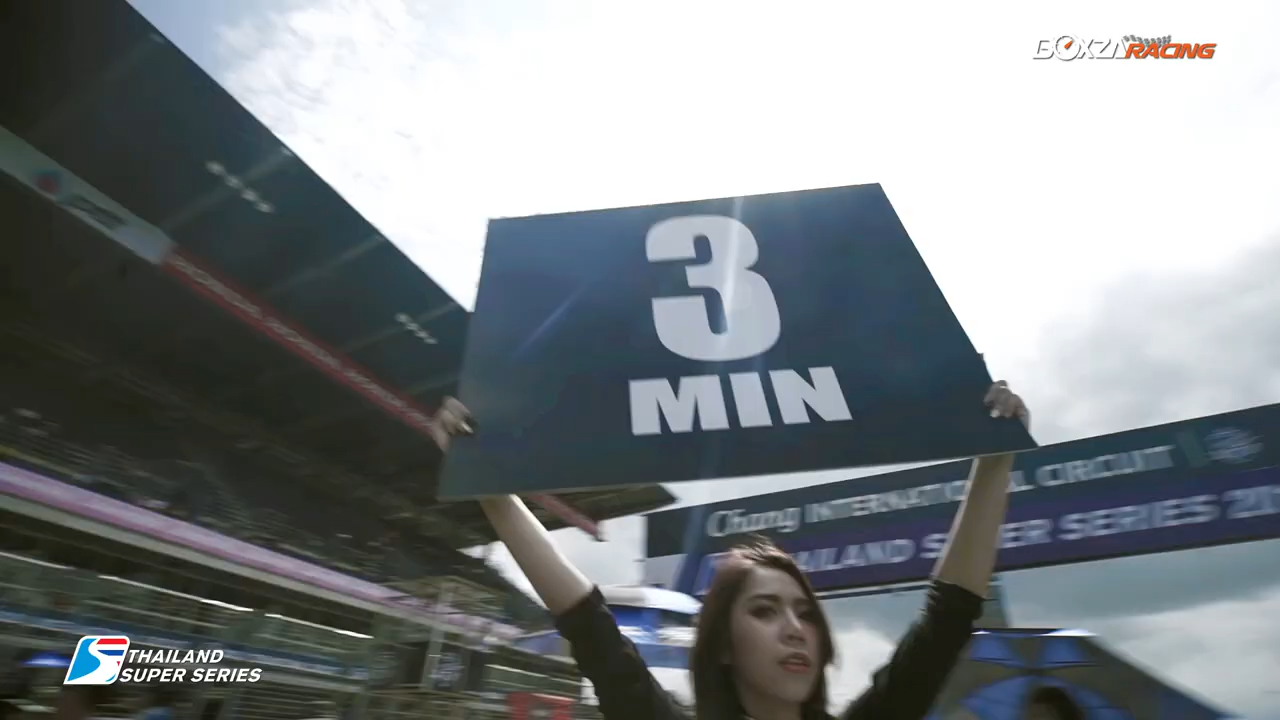 BOXZA RACING
3
MIN
Chang INTERNATIONAL CIRCUIT
THAILAND SUPER SERIES
THAILAND
SUPER SERIES